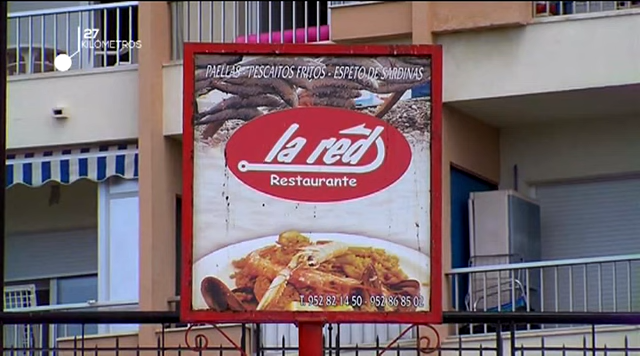 27
KILÓMETROS
PAELLAS - PESCAITOS FRITOS - ESPETO DE SARDINAS
la red
Restaurante
T. 952 82 14 50 - 952 86 85 02